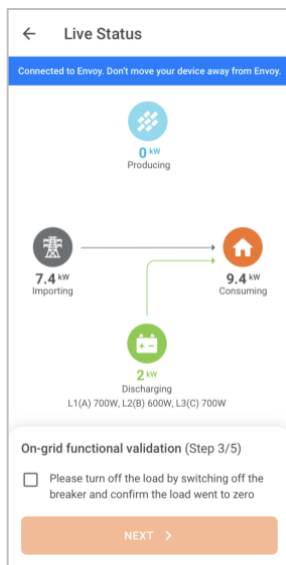 Live Status
Connected to Envoy. Don't move your device away from Envoy.
0 kW
Producing
7.4 kW
Importing
9.4 kW
Consuming
2 kW
Discharging
L1(A) 700W, L2(B) 600W, L3(C) 700W
On-grid functional validation (Step 3/5)
Please turn off the load by switching off the
breaker and confirm the load went to zero
NEXT